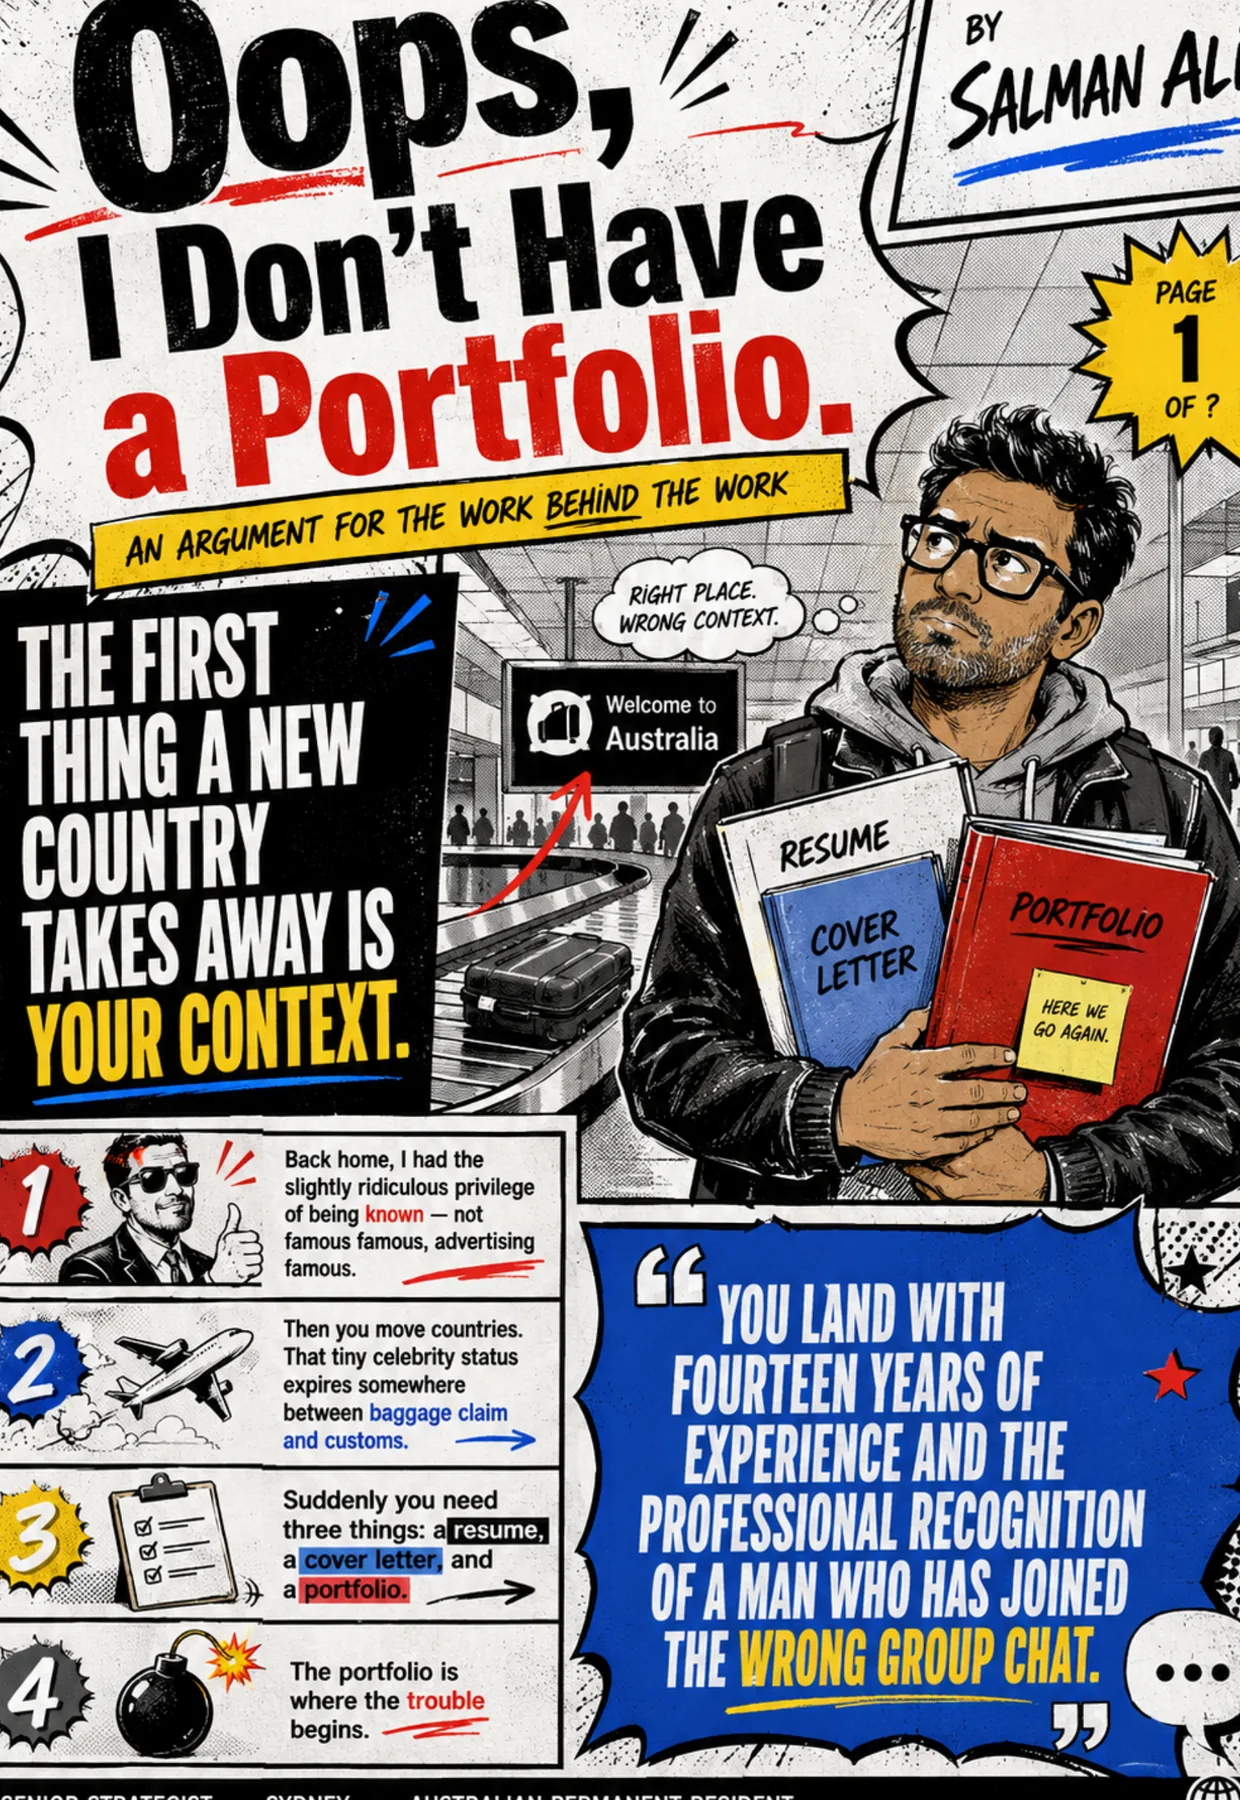 Oops,
I Don't Have
a Portfolio.
AN ARGUMENT FOR THE WORK BEHIND THE WORK
BY
SALMAN ALI
PAGE
1
OF ?
THE FIRST
THING A NEW
COUNTRY
TAKES AWAY IS
YOUR CONTEXT.
RIGHT PLACE.
WRONG CONTEXT.
Welcome to
Australia
RESUME
COVER
LETTER
PORTFOLIO
HERE WE
GO AGAIN.
1
Back home, I had the
slightly ridiculous privilege
of being known — not
famous famous, advertising
famous.
2
Then you move countries.
That tiny celebrity status
expires somewhere
between baggage claim
and customs.
3
Suddenly you need
three things: a resume,
a cover letter, and
a portfolio.
4
The portfolio is
where the trouble
begins.
“YOU LAND WITH
FOURTEEN YEARS OF
EXPERIENCE AND THE
PROFESSIONAL RECOGNITION
OF A MAN WHO HAS JOINED
THE WRONG GROUP CHAT.”
SENIOR STRATEGIST SYDNEY AUSTRALIAN PERMANENT RESIDENT